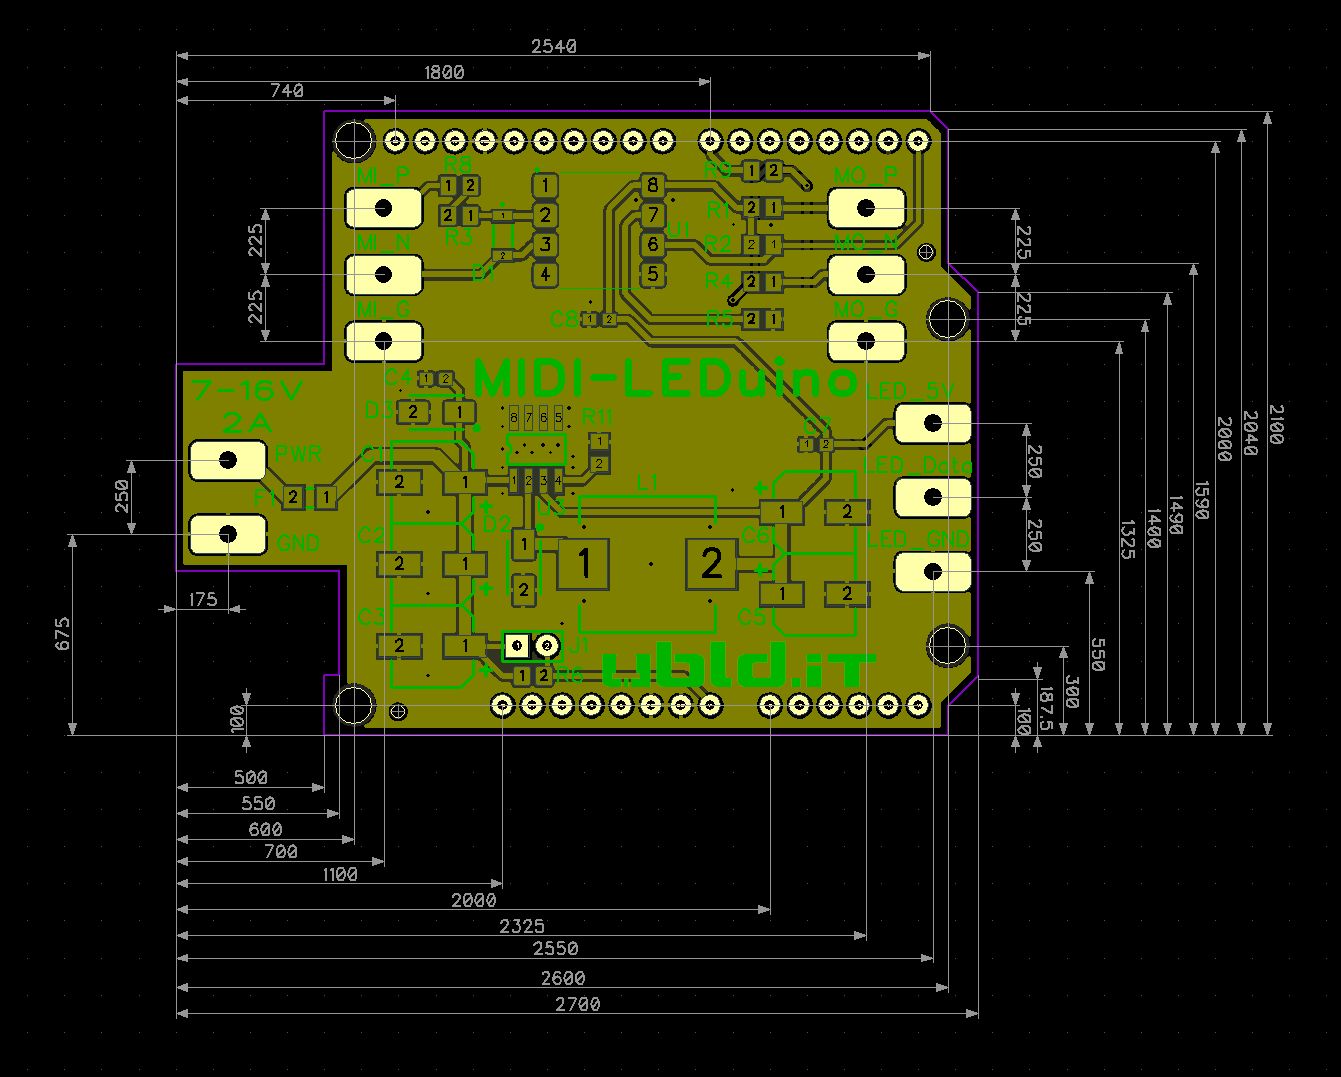 2540
1800
740
R8
R9
MI_P
MO_P
1 2
1
8
1 2
2 1
R3
2
7
R1
2 1
U1
225
MI_N
MO_N
225
3
6
R2
2 1
D1
4
5
R4
2 1
225
MI_G
MO_G
225
C8
1 2
R5
2 1
7-16V
2A
C4
1 2
MIDI-LEDuino
LED_5V
D3
2 1
8 7 6 5
R11
1
2
C7
1 2
PWR
C1
2 1
1 2 3 4
L1
LED_Data
250
F1
2 1
+
D2
U3
+
1 2
250
GND
C2
2 1
1
1
2
C6
LED_GND
250
175
+
2
+
1 2
C3
C5
2 1
J1
ubld.iT
+
1 2
R6
675
100
100
187.5
300
550
1325
1400
1490
1590
2000
2040
2100
500
550
600
700
1100
2000
2325
2550
2600
2700